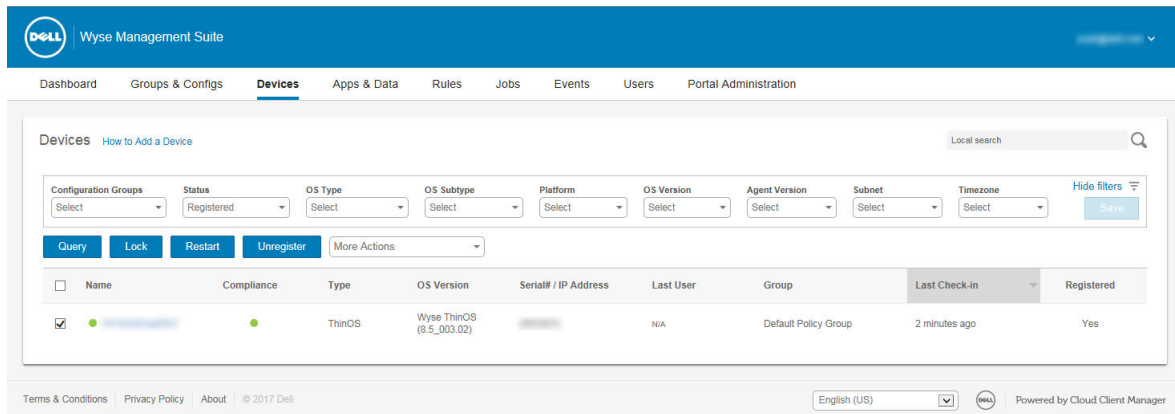 DELL Wyse Management Suite
Dashboard Groups & Configs Devices Apps & Data Rules Jobs Events Users Portal Administration
Devices How to Add a Device Local search
Configuration Groups Status OS Type OS Subtype Platform OS Version Agent Version Subnet Timezone Hide filters
Select Registered Select Select Select Select Select Select Select Save
Query Lock Restart Unregister More Actions
Name Compliance Type OS Version Serial# / IP Address Last User Group Last Check-in Registered
ThinOS Wyse ThinOS N/A Default Policy Group 2 minutes ago Yes
(8.5_003.02)
Terms & Conditions Privacy Policy About © 2017 Dell English (US) DELL Powered by Cloud Client Manager